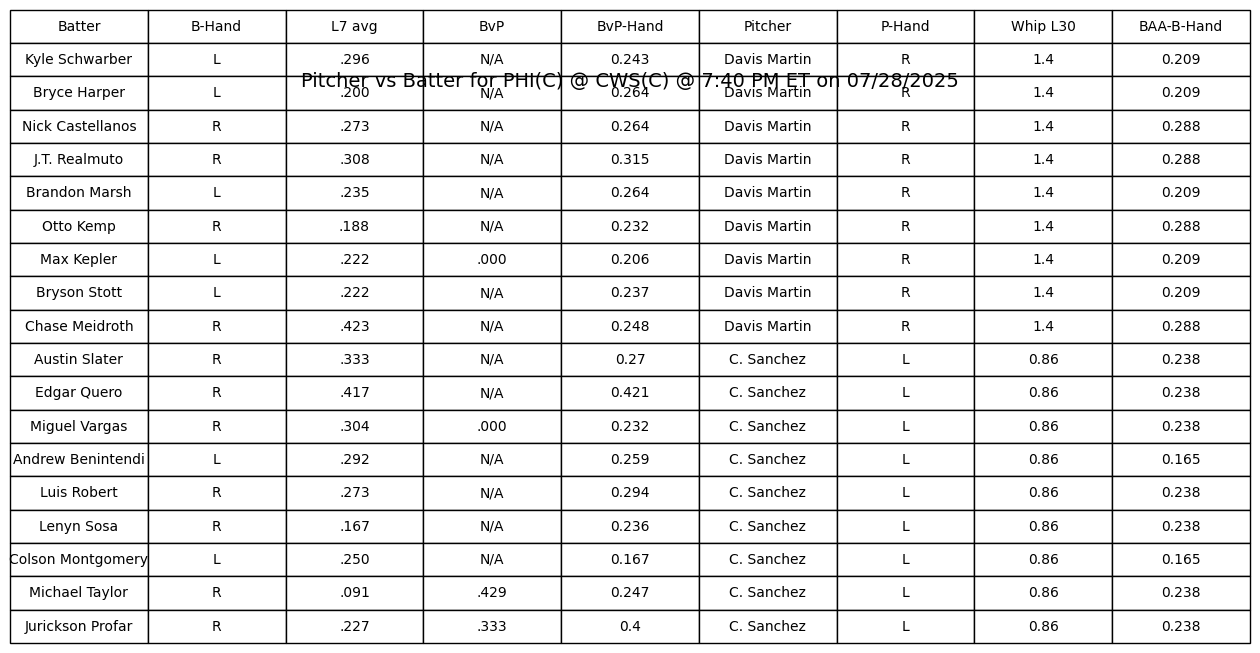 Batter B-Hand L7 avg BvP BvP-Hand Pitcher P-Hand Whip L30 BAA-B-Hand
Kyle Schwarber L .296 N/A 0.243 Davis Martin R 1.4 0.209
Pitcher vs Batter for PHI(C) @ CWS(C) @ 7:40 PM ET on 07/28/2025
Bryce Harper L .200 N/A 0.264 Davis Martin R 1.4 0.209
Nick Castellanos R .273 N/A 0.264 Davis Martin R 1.4 0.288
J.T. Realmuto R .308 N/A 0.315 Davis Martin R 1.4 0.288
Brandon Marsh L .235 N/A 0.264 Davis Martin R 1.4 0.209
Otto Kemp R .188 N/A 0.232 Davis Martin R 1.4 0.288
Max Kepler L .222 .000 0.206 Davis Martin R 1.4 0.209
Bryson Stott L .222 N/A 0.237 Davis Martin R 1.4 0.209
Chase Meidroth R .423 N/A 0.248 Davis Martin R 1.4 0.288
Austin Slater R .333 N/A 0.27 C. Sanchez L 0.86 0.238
Edgar Quero R .417 N/A 0.421 C. Sanchez L 0.86 0.238
Miguel Vargas R .304 .000 0.232 C. Sanchez L 0.86 0.238
Andrew Benintendi L .292 N/A 0.259 C. Sanchez L 0.86 0.165
Luis Robert R .273 N/A 0.294 C. Sanchez L 0.86 0.238
Lenyn Sosa R .167 N/A 0.236 C. Sanchez L 0.86 0.238
Colson Montgomery L .250 N/A 0.167 C. Sanchez L 0.86 0.165
Michael Taylor R .091 .429 0.247 C. Sanchez L 0.86 0.238
Jurickson Profar R .227 .333 0.4 C. Sanchez L 0.86 0.238